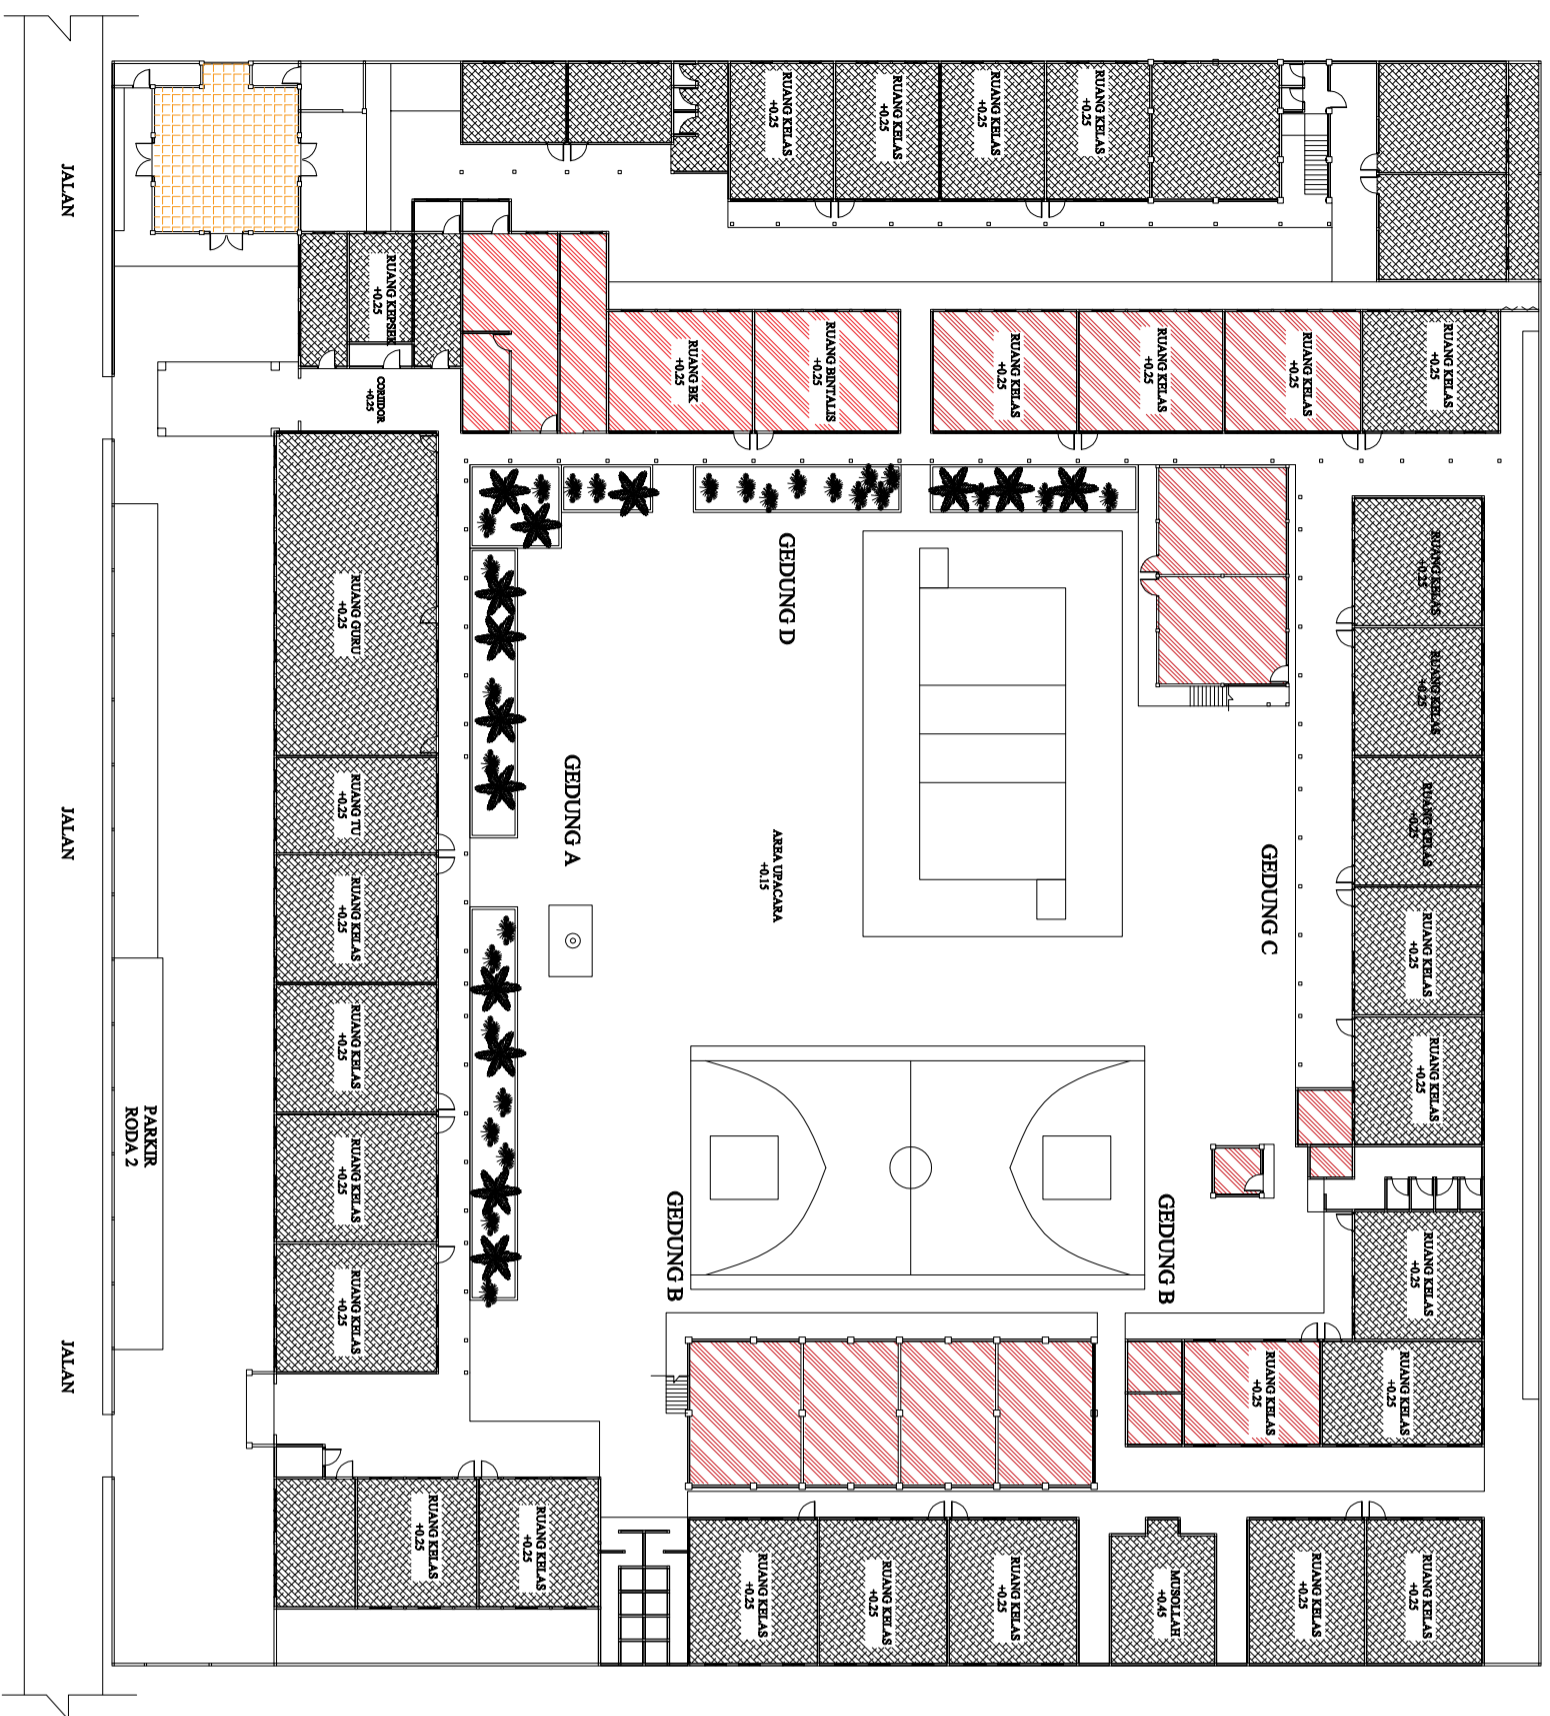 JALAN
RUANG KELAS
+0.25
RUANG KELAS
+0.25
RUANG KELAS
+0.25
RUANG KELAS
+0.25
RUANG KEPSEK
+0.25
CORRIDOR
+0.25
RUANG BK
+0.25
RUANG BINTALIS
+0.25
RUANG KELAS
+0.25
RUANG KELAS
+0.25
RUANG KELAS
+0.25
RUANG KELAS
+0.25
RUANG GURU
+0.25
GEDUNG D
RUANG KELAS
+0.25
RUANG KELAS
+0.25
JALAN
RUANG TU
+0.25
GEDUNG A
AREA UPACARA
+0.15
GEDUNG C
RUANG KELAS
+0.25
RUANG KELAS
+0.25
RUANG KELAS
+0.25
RUANG KELAS
+0.25
RUANG KELAS
+0.25
PARKIR
RODA 2
RUANG KELAS
+0.25
GEDUNG B
GEDUNG B
RUANG KELAS
+0.25
JALAN
RUANG KELAS
+0.25
RUANG KELAS
+0.25
RUANG KELAS
+0.25
RUANG KELAS
+0.25
RUANG KELAS
+0.25
RUANG KELAS
+0.25
RUANG KELAS
+0.25
RUANG KELAS
+0.25
MUSOLLAH
+0.45
RUANG KELAS
+0.25
RUANG KELAS
+0.25